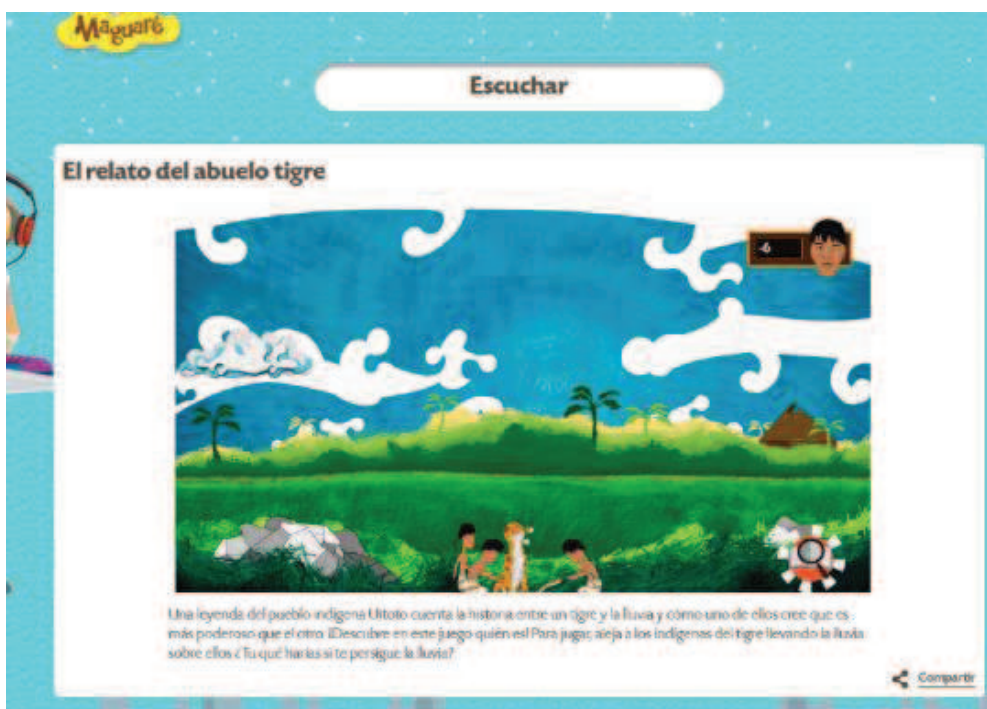 Maguaré
Escuchar
El relato del abuelo tigre
Una leyenda del pueblo indígena Uitoto cuenta la historia entre un tigre y la lluvia y cómo uno de ellos cree que es
más poderoso que el otro. ¡Descubre en este juego quién es! Para jugar, aleja a los indígenas del tigre llevando la lluvia
sobre ellos ¿Tu qué harías si te persigue la lluvia?
Compartir